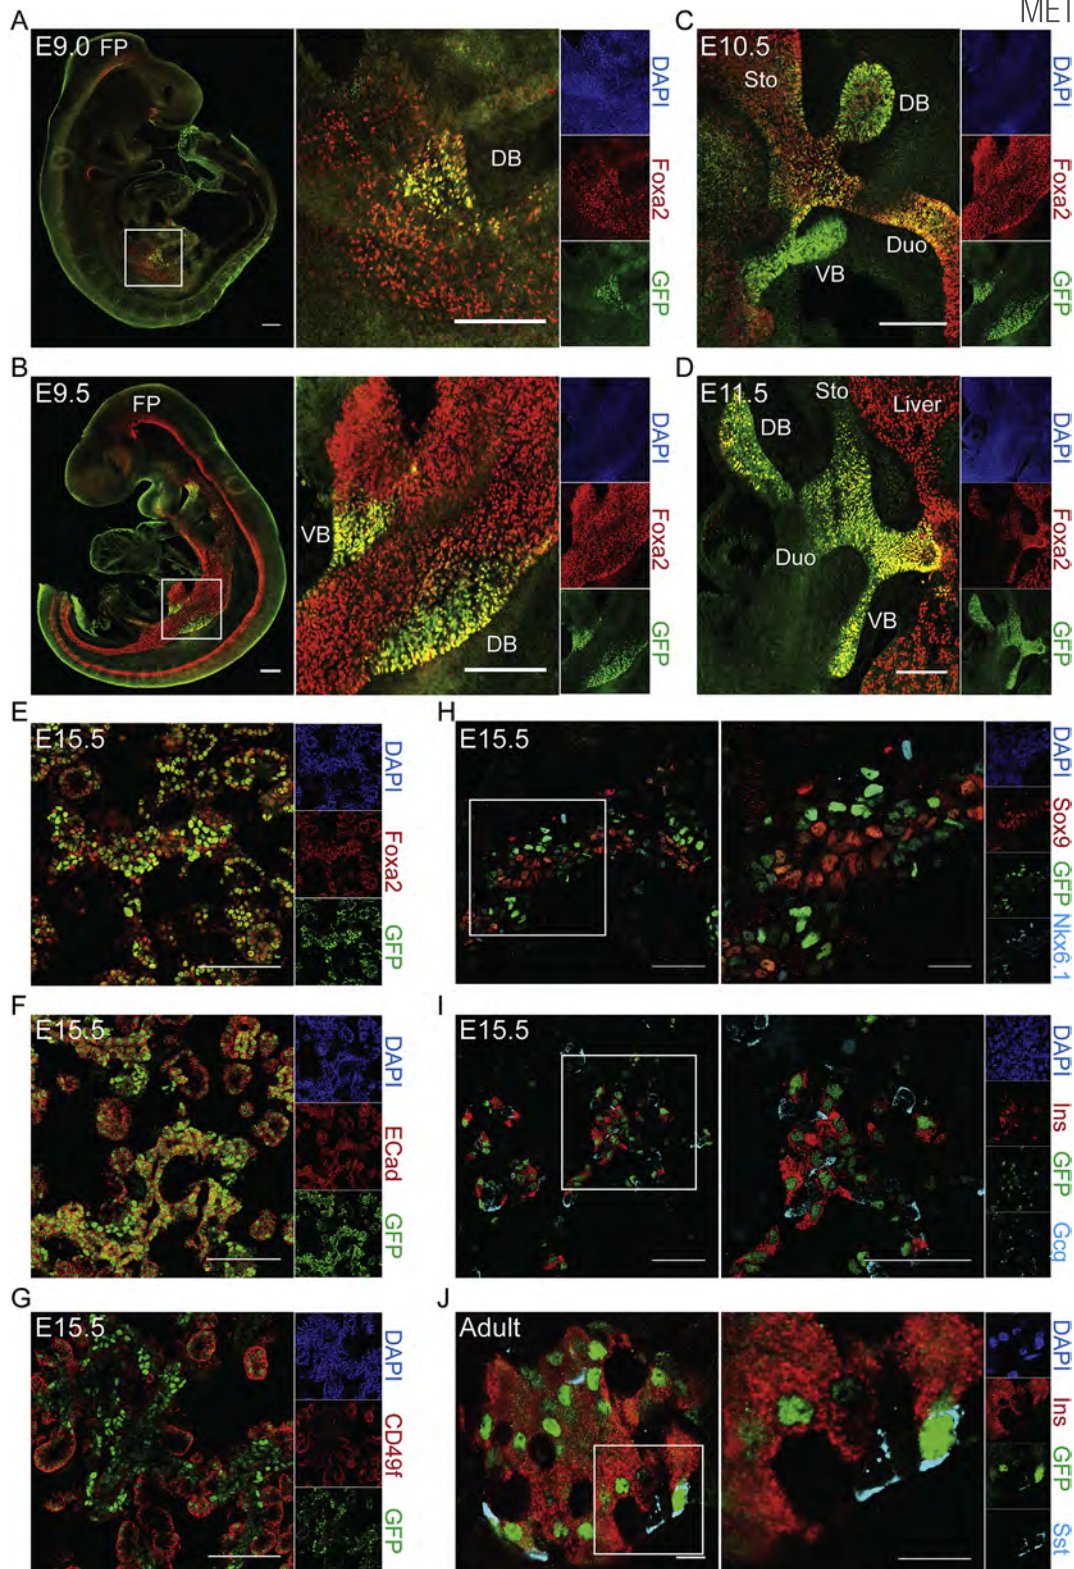 MET
A
E9.0 FP
DB
DAPI
Foxa2
GFP
B
E9.5
FP
VB
DB
DAPI
Foxa2
GFP
C
E10.5
Sto
DB
Duo
VB
DAPI
Foxa2
GFP
D
E11.5
Sto
Liver
DB
Duo
VB
DAPI
Foxa2
GFP
E
E15.5
DAPI
Foxa2
GFP
F
E15.5
DAPI
ECad
GFP
G
E15.5
DAPI
CD49f
GFP
H
E15.5
DAPI
Sox9
GFP
Nkx6.1
I
E15.5
DAPI
Ins
GFP
Gcg
J
Adult
DAPI
Ins
GFP
Sst